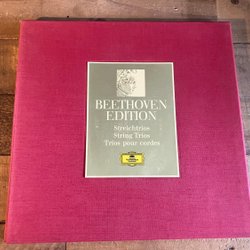 BEETHOVEN
EDITION
Streichtrios
String Trios
Trios pour cordes